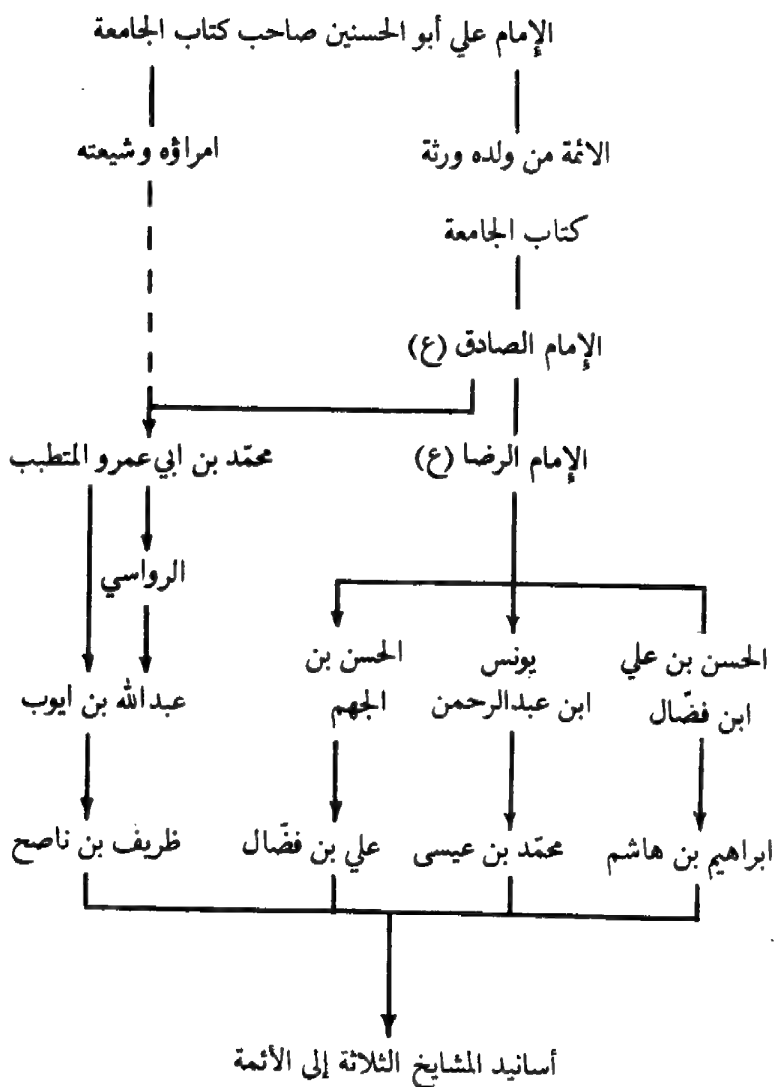 الإمام علي أبو الحسنين صاحب كتاب الجامعة
الائمة من ولده ورثة
امراؤه وشيعته
كتاب الجامعة
الإمام الصادق (ع)
الإمام الرضا (ع)
محمّد بن ابي عمرو المتطبب
الرواسي
الحسن بن علي
يونس
الحسن بن
ابن فضّال
ابن عبدالرحمن
الجهم
عبدالله بن ايوب
ابراهيم بن هاشم
محمّد بن عيسى
علي بن فضّال
ظريف بن ناصح
أسانيد المشايخ الثلاثة إلى الأئمة